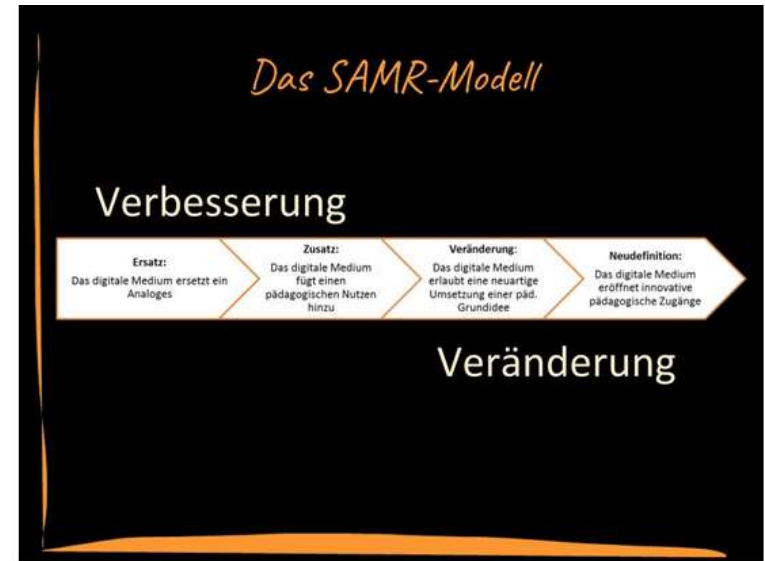 Das SAMR-Modell
Verbesserung
Ersatz:
Das digitale Medium ersetzt ein
Analoges
Zusatz:
Das digitale Medium
fügt einen
pädagogischen Nutzen
hinzu
Veränderung:
Das digitale Medium
erlaubt eine neuartige
Umsetzung einer päd.
Grundidee
Neudefinition:
Das digitale Medium
eröffnet innovative
pädagogische Zugänge
Veränderung